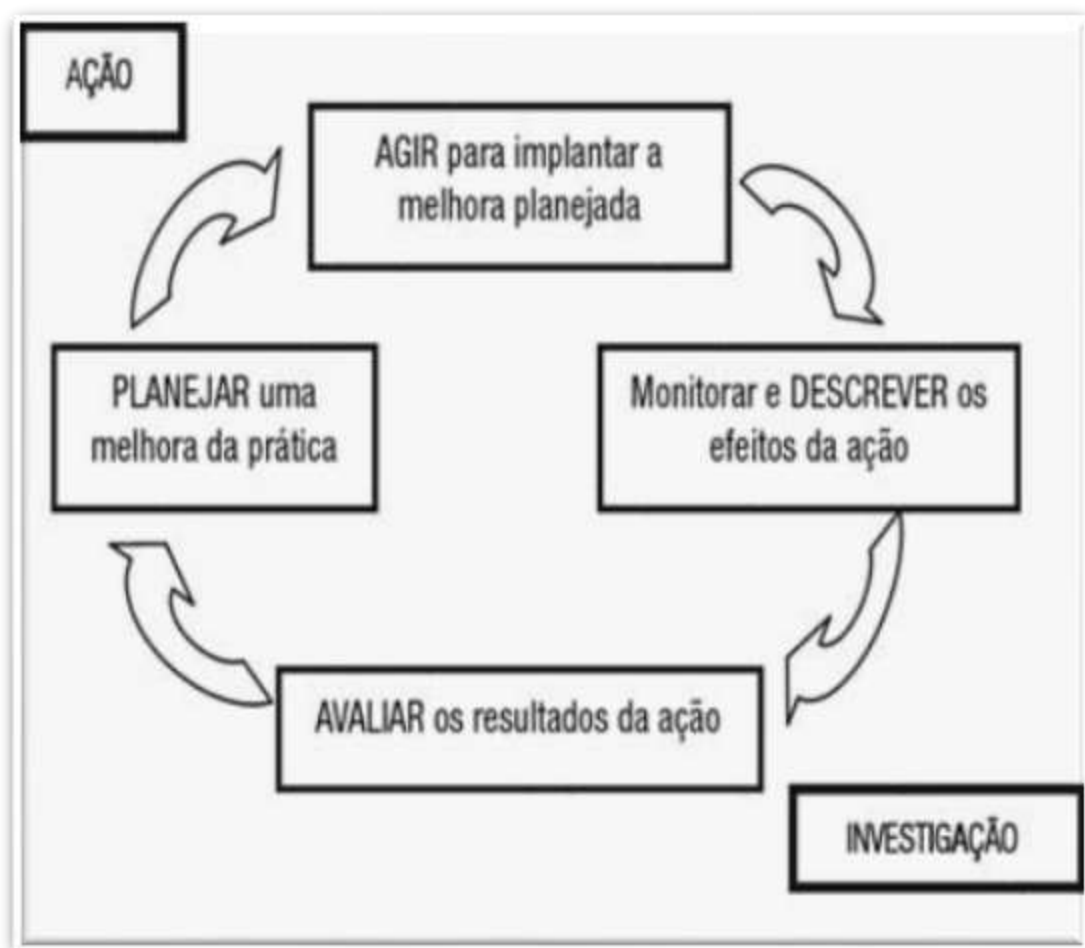 AÇÃO
AGIR para implantar a
melhora planejada
PLANEJAR uma
melhora da prática
Monitorar e DESCREVER os
efeitos da ação
AVALIAR os resultados da ação
INVESTIGAÇÃO